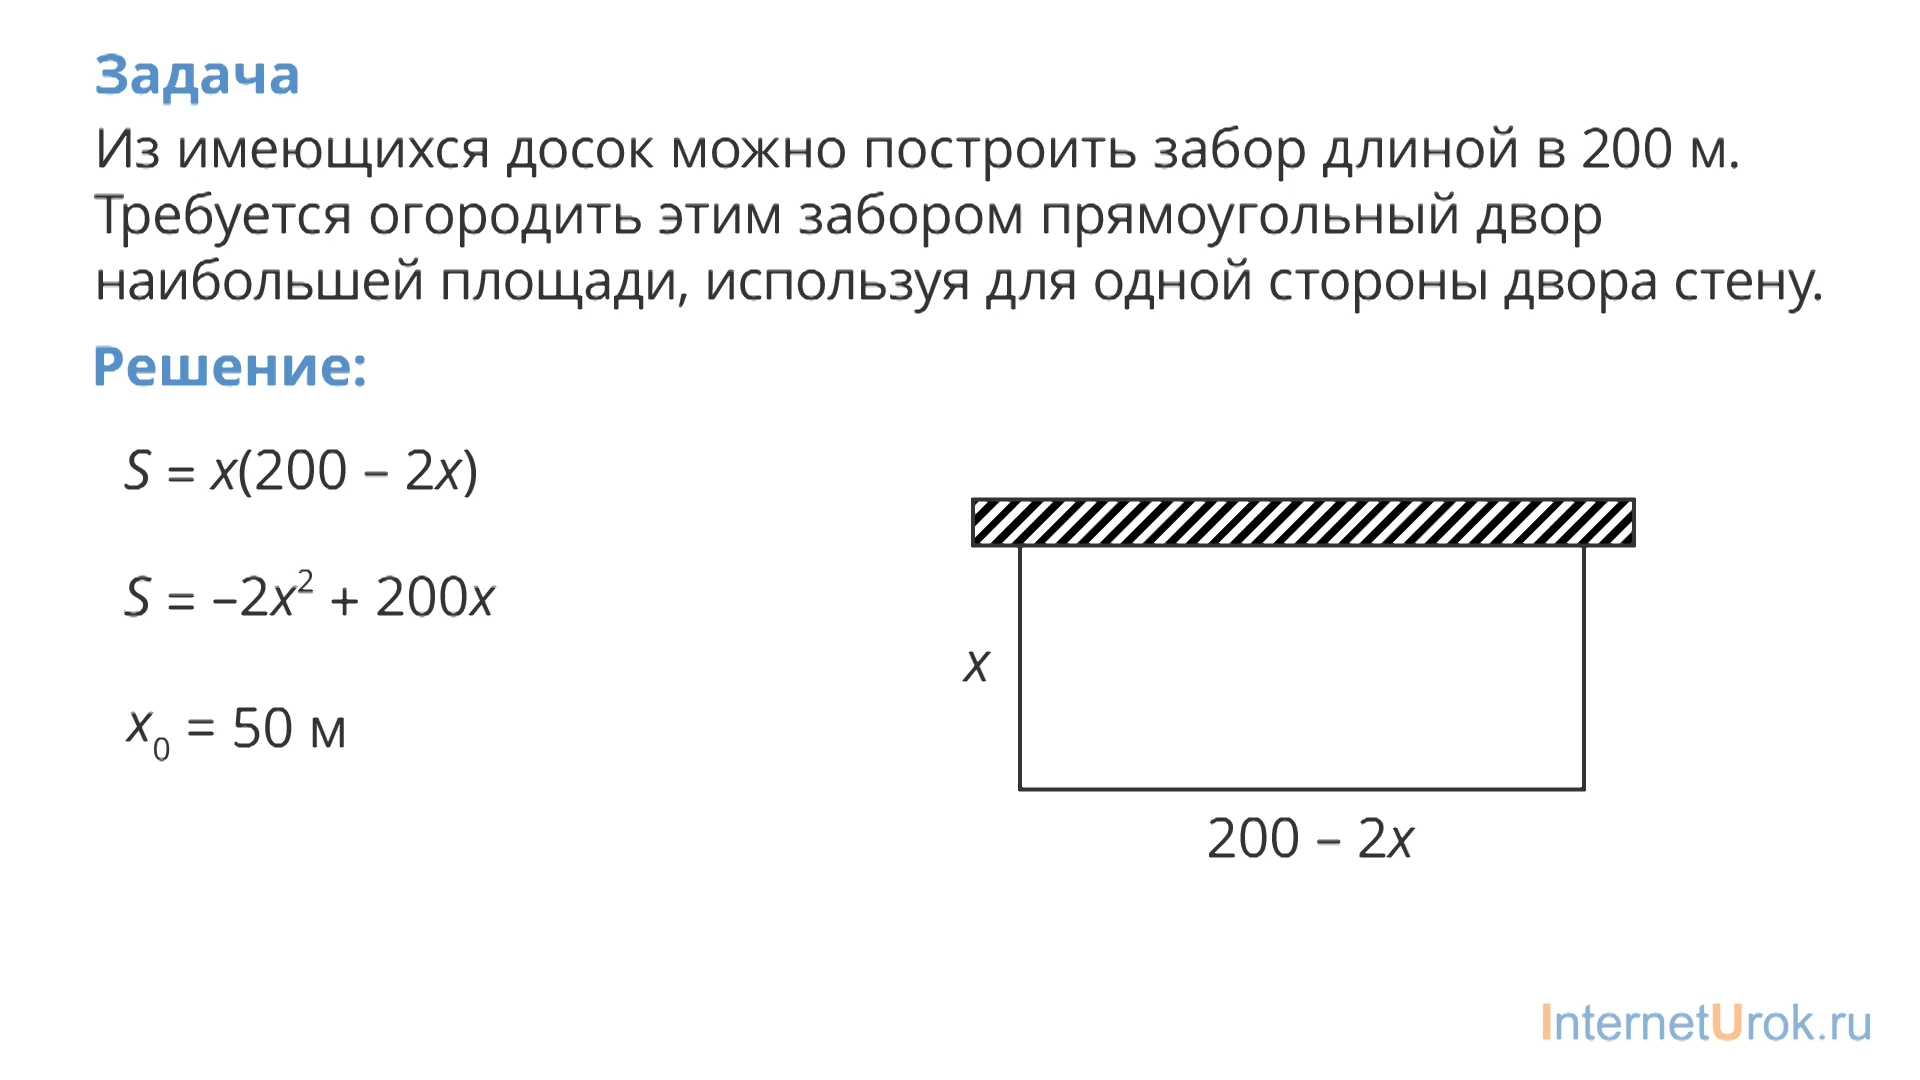 Задача
Из имеющихся досок можно построить забор длиной в 200 м.
Требуется огородить этим забором прямоугольный двор
наибольшей площади, используя для одной стороны двора стену.
Решение:
S = x(200 – 2x)
S = –2x² + 200x
x₀ = 50 м
x
200 – 2x
InternetUrok.ru